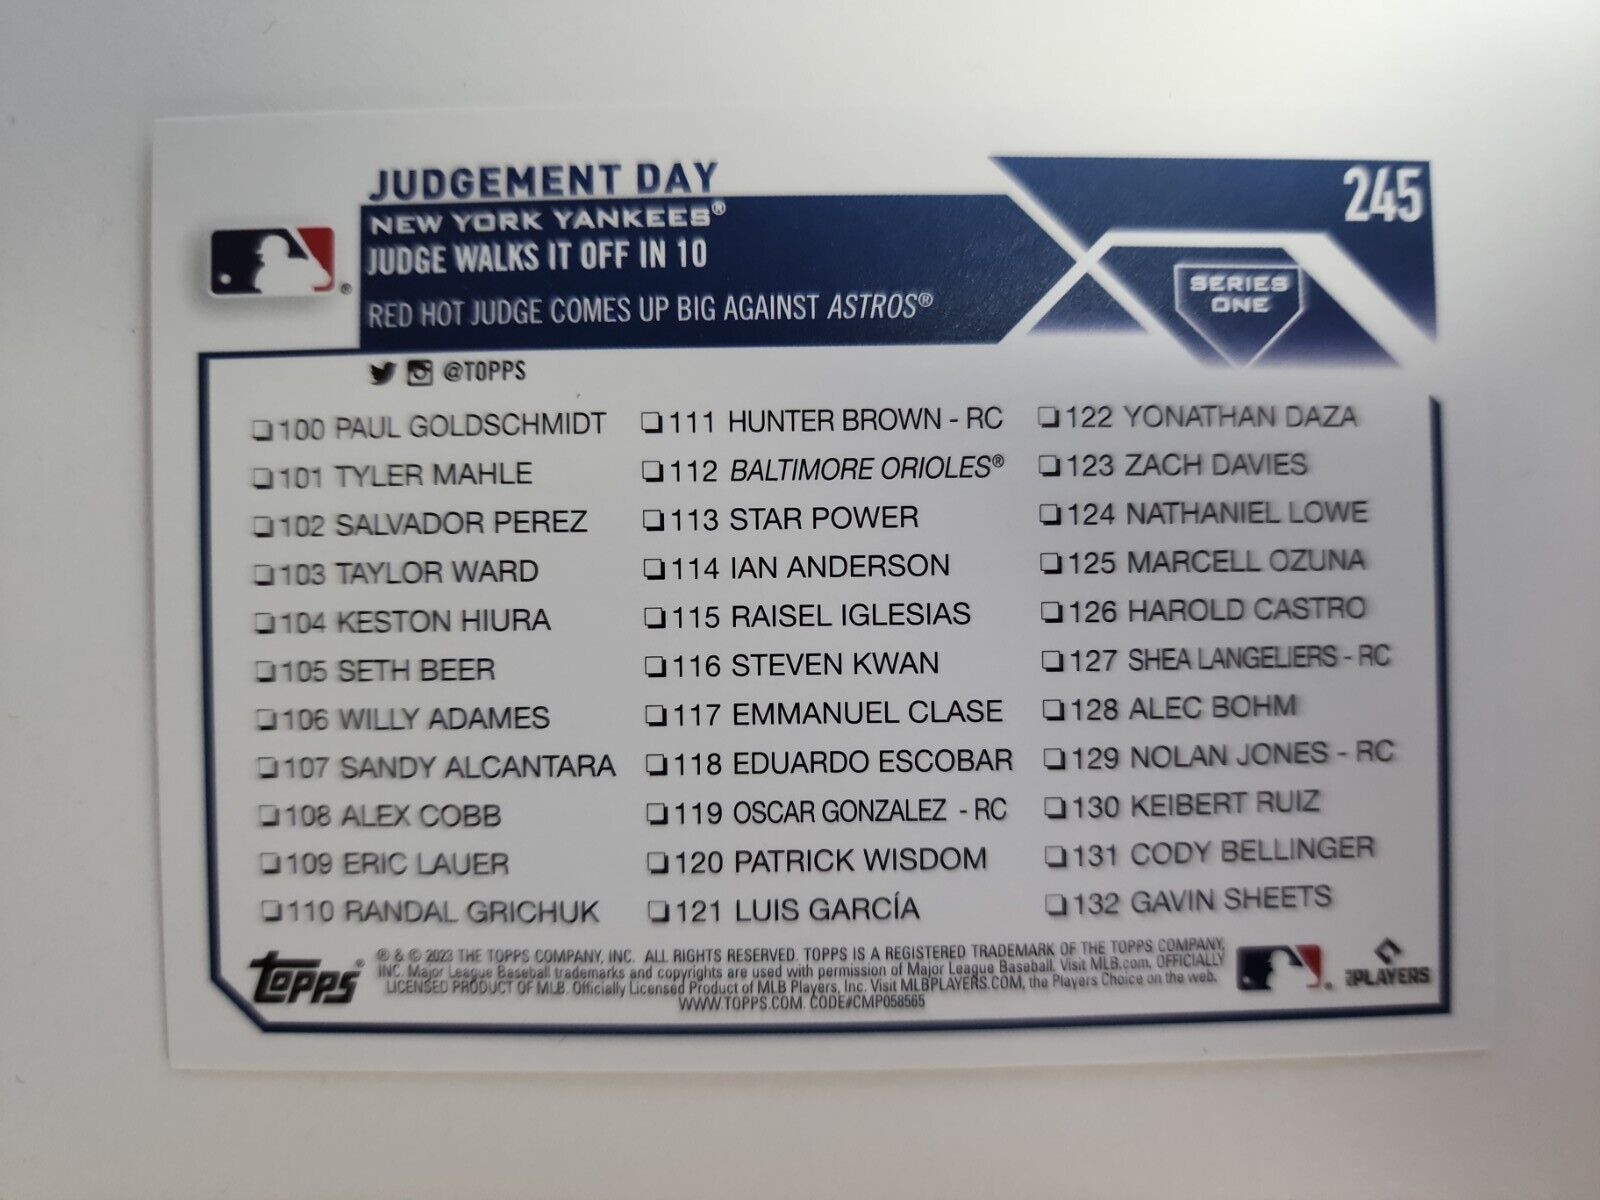 JUDGEMENT DAY
245
NEW YORK YANKEES®
JUDGE WALKS IT OFF IN 10
RED HOT JUDGE COMES UP BIG AGAINST ASTROS®
SERIES
ONE
®
@TOPPS
100 PAUL GOLDSCHMIDT
101 TYLER MAHLE
102 SALVADOR PEREZ
103 TAYLOR WARD
104 KESTON HIURA
105 SETH BEER
106 WILLY ADAMES
107 SANDY ALCANTARA
108 ALEX COBB
109 ERIC LAUER
110 RANDAL GRICHUK
111 HUNTER BROWN - RC
112 BALTIMORE ORIOLES®
113 STAR POWER
114 IAN ANDERSON
115 RAISEL IGLESIAS
116 STEVEN KWAN
117 EMMANUEL CLASE
118 EDUARDO ESCOBAR
119 OSCAR GONZALEZ - RC
120 PATRICK WISDOM
121 LUIS GARCÍA
122 YONATHAN DAZA
123 ZACH DAVIES
124 NATHANIEL LOWE
125 MARCELL OZUNA
126 HAROLD CASTRO
127 SHEA LANGELIERS - RC
128 ALEC BOHM
129 NOLAN JONES - RC
130 KEIBERT RUIZ
131 CODY BELLINGER
132 GAVIN SHEETS
TOPPS®
® & © 2023 THE TOPPS COMPANY, INC. ALL RIGHTS RESERVED. TOPPS IS A REGISTERED TRADEMARK OF THE TOPPS COMPANY,
INC. Major League Baseball trademarks and copyrights are used with permission of Major League Baseball. Visit MLB.com. OFFICIALLY
LICENSED PRODUCT OF MLB. Officially Licensed Product of MLB Players, Inc. Visit MLBPLAYERS.COM, the Players Choice on the web.
WWW.TOPPS.COM. CODE#CMP058565
MLB PLAYERS